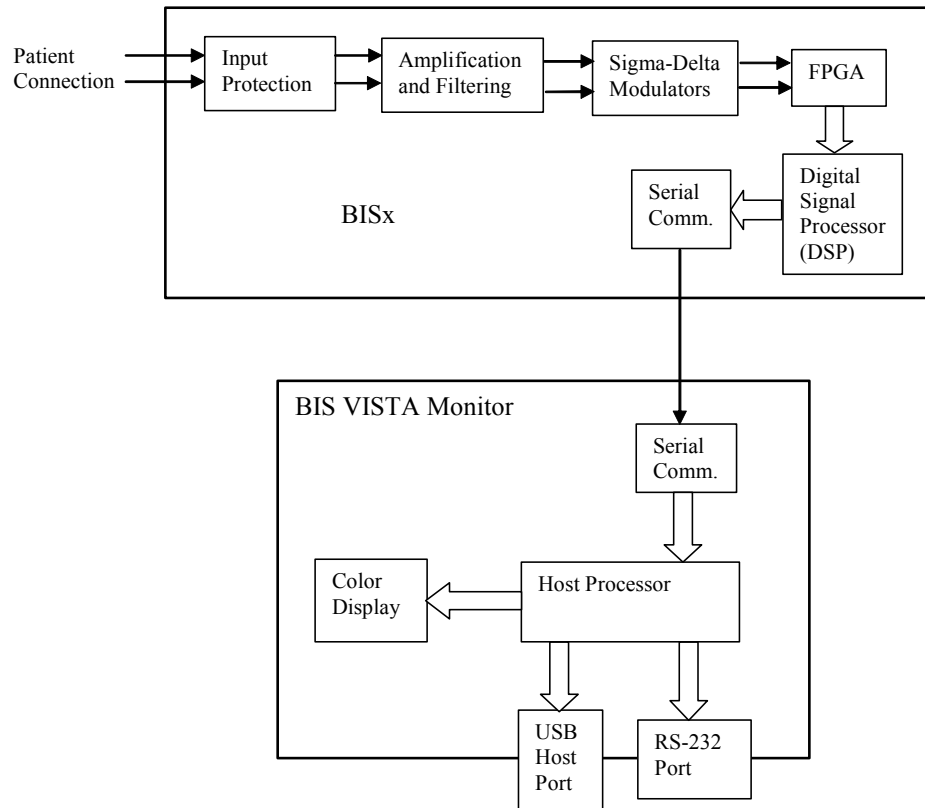 Patient
Connection
Input
Protection
Amplification
and Filtering
Sigma-Delta
Modulators
FPGA
Digital
Signal
Processor
(DSP)
Serial
Comm.
BISx
BIS VISTA Monitor
Serial
Comm.
Host Processor
Color
Display
USB
Host
Port
RS-232
Port